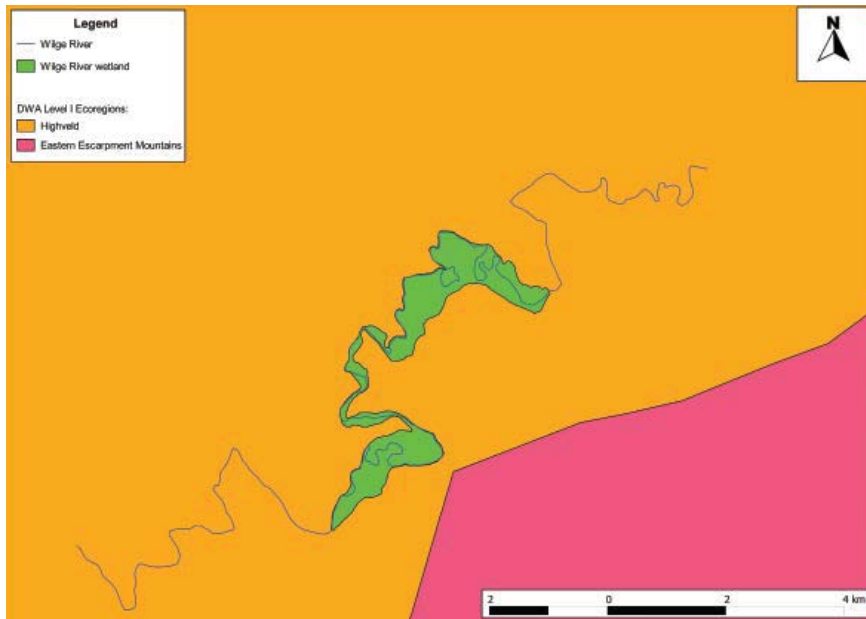 Legend
Wilge River
Wilge River wetland
DWA Level I Ecoregions:
Highveld
Eastern Escarpment Mountains
N
2 0 2 4 km